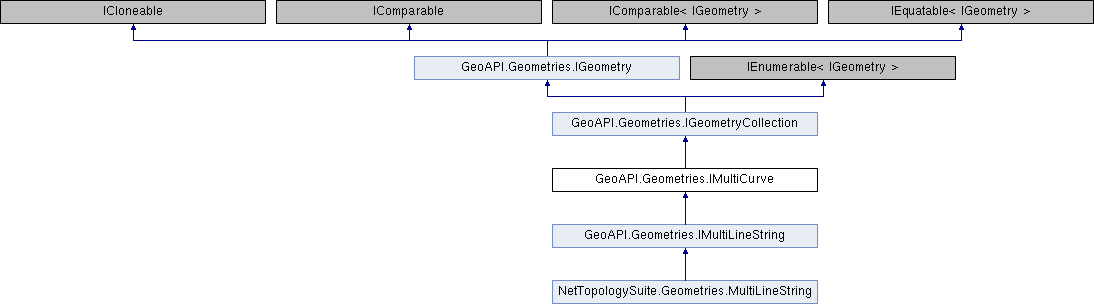 ICloneable
IComparable
IComparable< IGeometry >
IEquatable< IGeometry >
GeoAPI.Geometries.IGeometry
IEnumerable< IGeometry >
GeoAPI.Geometries.IGeometryCollection
GeoAPI.Geometries.IMultiCurve
GeoAPI.Geometries.IMultiLineString
NetTopologySuite.Geometries.MultiLineString